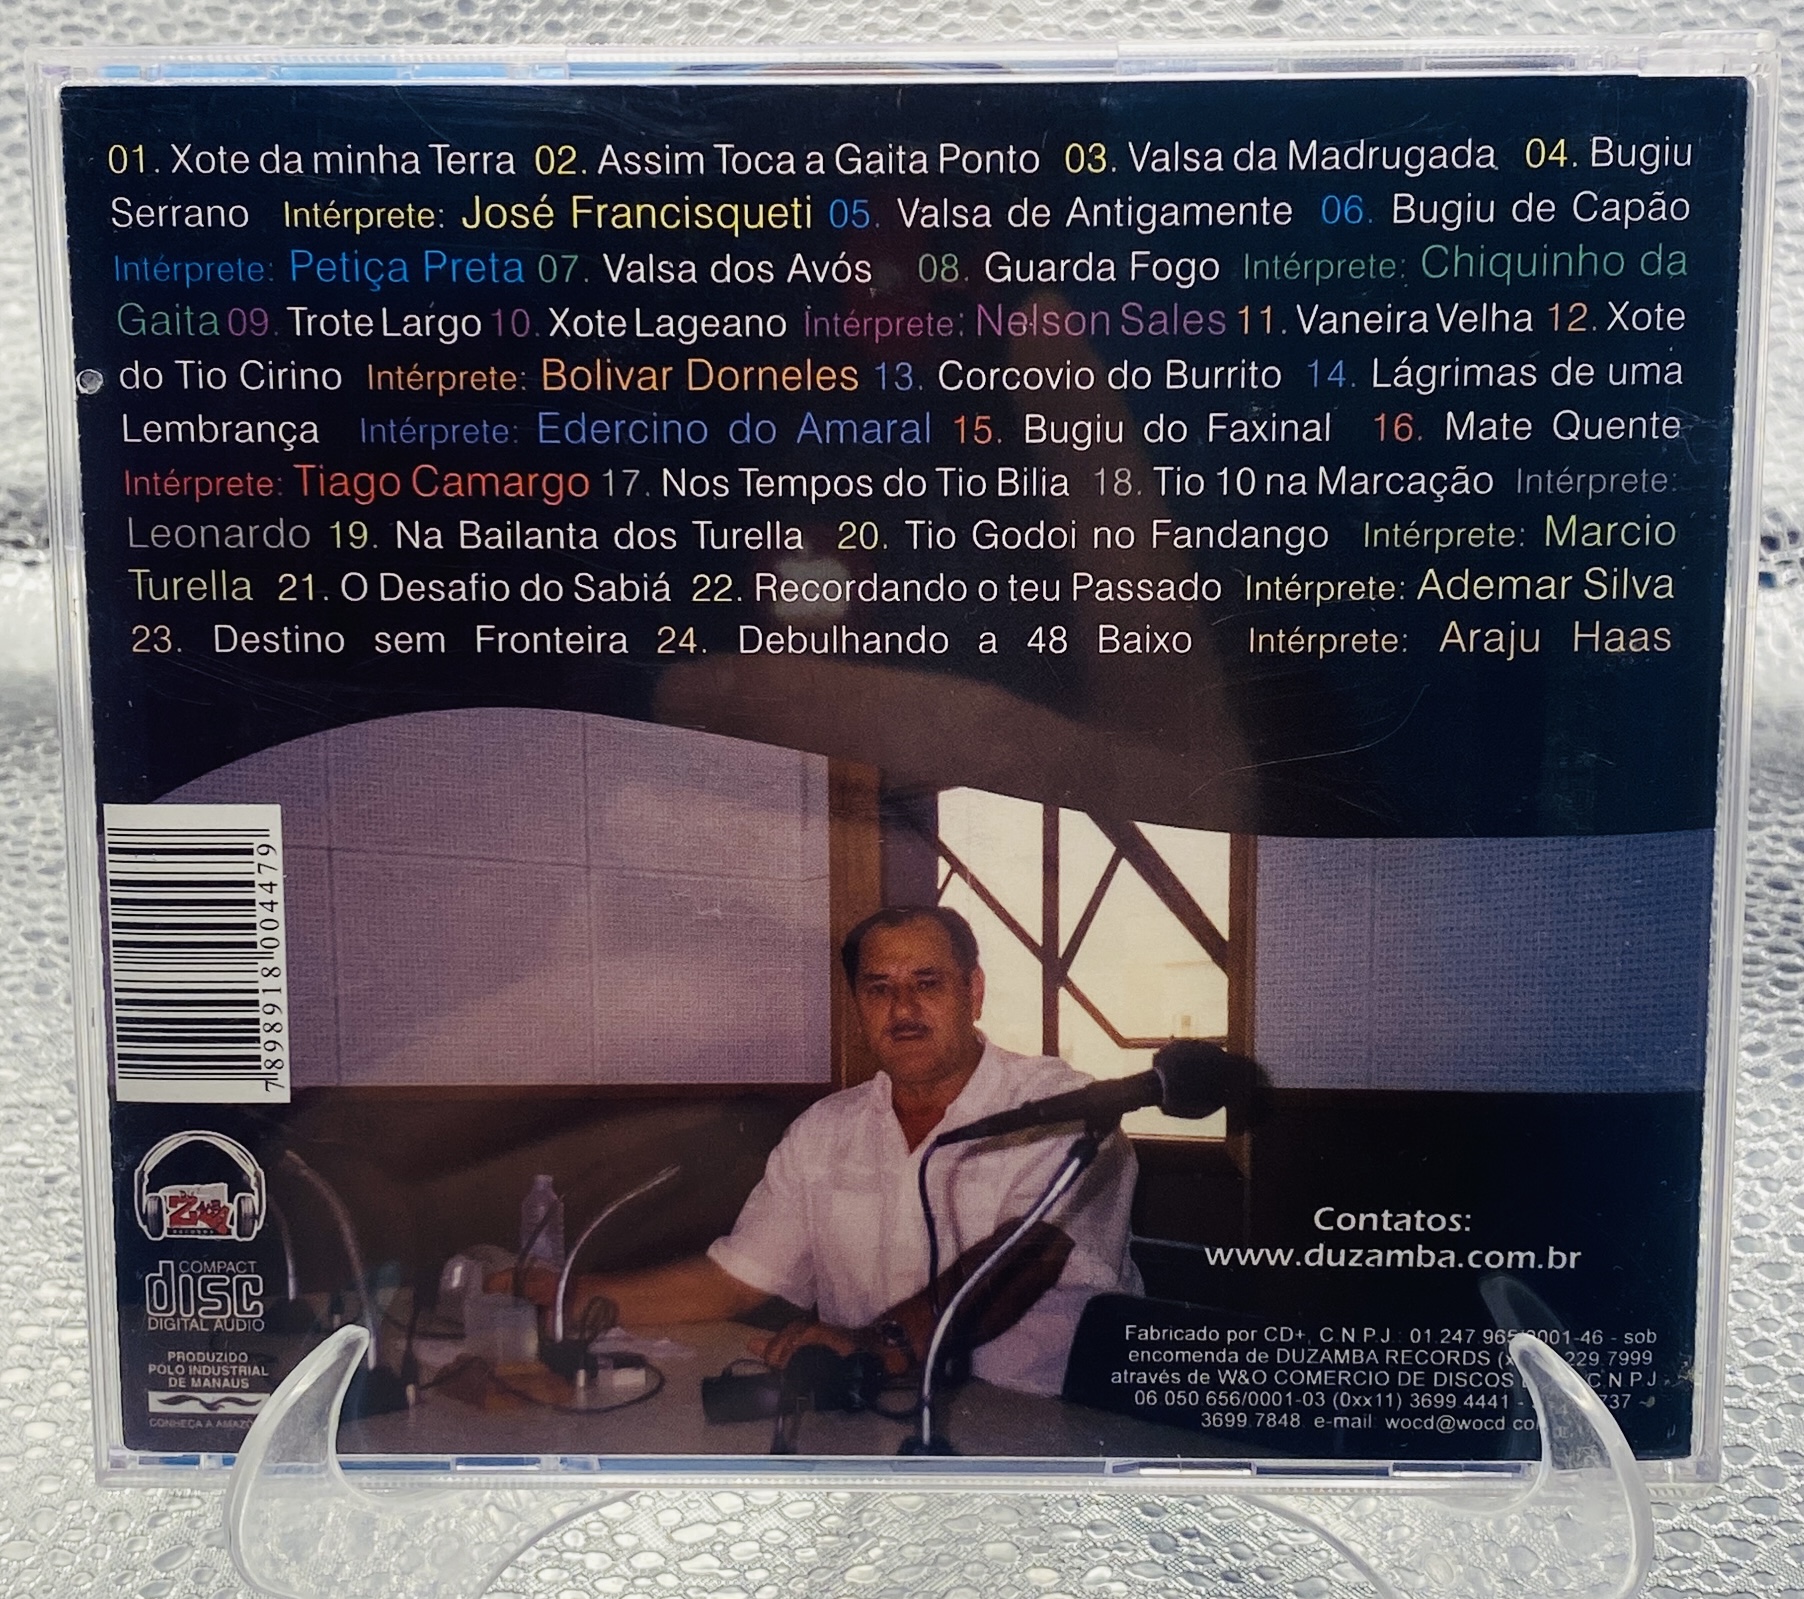 01. Xote da minha Terra 02. Assim Toca a Gaita Ponto 03. Valsa da Madrugada 04. Bugiu
Serrano Intérprete: José Francisqueti 05. Valsa de Antigamente 06. Bugiu de Capão
Intérprete: Petiça Preta 07. Valsa dos Avós 08. Guarda Fogo Intérprete: Chiquinho da
Gaita 09. Trote Largo 10. Xote Lageano Intérprete: Nelson Sales 11. Vaneira Velha 12. Xote
do Tio Cirino Intérprete: Bolivar Dorneles 13. Corcovio do Burrito 14. Lágrimas de uma
Lembrança Intérprete: Edercino do Amaral 15. Bugiu do Faxinal 16. Mate Quente
Intérprete: Tiago Camargo 17. Nos Tempos do Tio Bilia 18. Tio 10 na Marcação Intérprete:
Leonardo 19. Na Bailanta dos Turella 20. Tio Godoi no Fandango Intérprete: Marcio
Turella 21. O Desafio do Sabiá 22. Recordando o teu Passado Intérprete: Ademar Silva
23. Destino sem Fronteira 24. Debulhando a 48 Baixo Intérprete: Araju Haas
7898918004479
COMPACT
disc
DIGITAL AUDIO
PRODUZIDO
PÓLO INDUSTRIAL
DE MANAUS
CONHEÇA A
Contatos:
www.duzamba.com.br
Fabricado por CD+, C.N.P.J.: 01.247.965/0001-46 - sob
encomenda de DUZAMBA RECORDS 229.7999
através de W&O COMERCIO DE DISCOS C.N.P.J.
06.050.656/0001-03 (0xx11) 3699.4441 -
3699.7848. e-mail: wocd@wocd.co